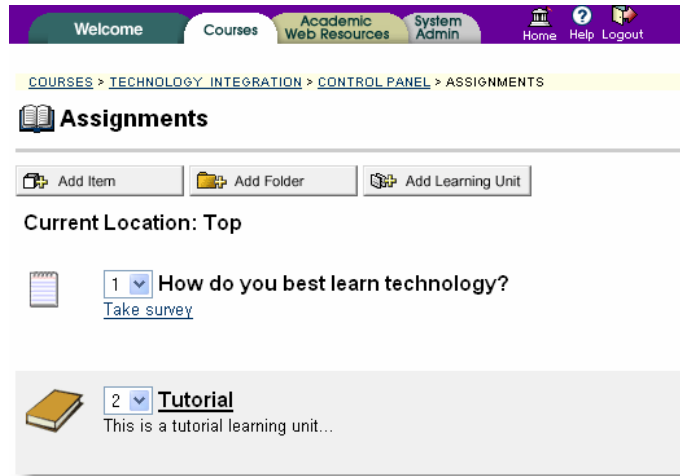 Welcome Courses Academic Web Resources System Admin Home Help Logout
COURSES > TECHNOLOGY INTEGRATION > CONTROL PANEL > ASSIGNMENTS
Assignments
Add Item Add Folder Add Learning Unit
Current Location: Top
1 How do you best learn technology?
Take survey
2 Tutorial
This is a tutorial learning unit...